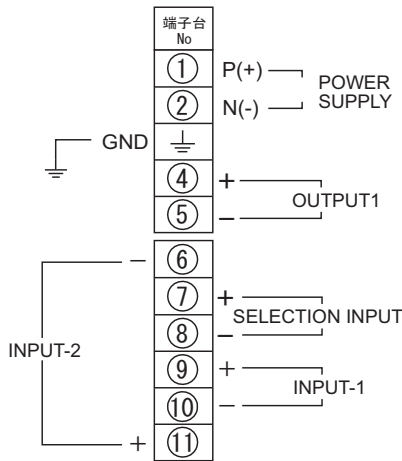 端子台
No
① P(+)
POWER
SUPPLY
② N(-)
GND
④ +
OUTPUT1
⑤ −
− ⑥
⑦ +
SELECTION INPUT
⑧ −
INPUT-2
⑨ +
INPUT-1
⑩ −
+ ⑪